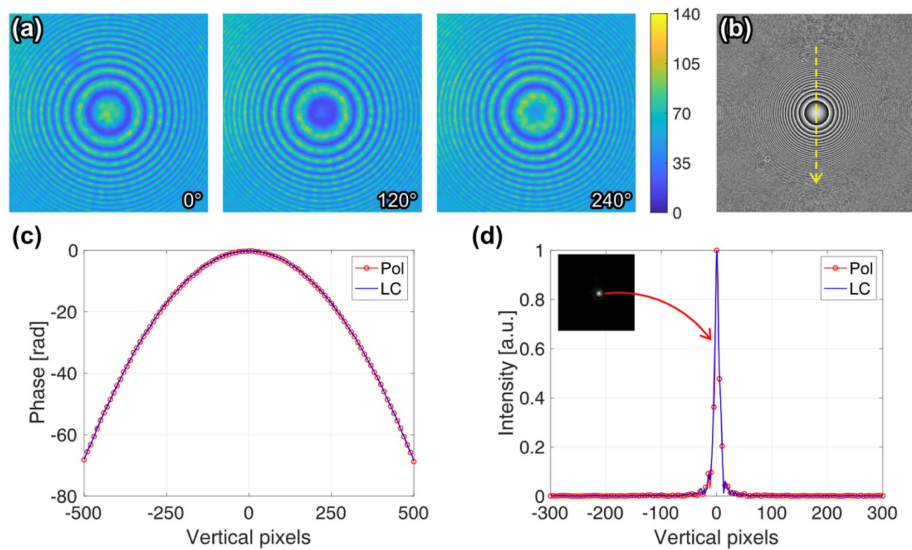 (a)
0°
120°
240°
140
105
70
35
0
(b)
(c)
Phase [rad]
0
-20
-40
-60
-80
-500
-250
0
250
500
Vertical pixels
Pol
LC
(d)
Intensity [a.u.]
1
0.8
0.6
0.4
0.2
0
-300
-200
-100
0
100
200
300
Vertical pixels
Pol
LC